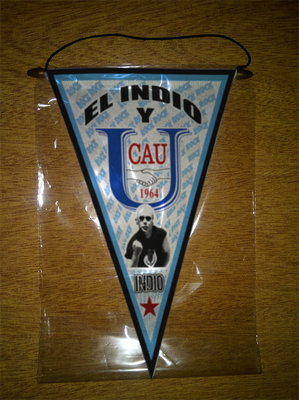 EL INDIO
Y
U
CAU
1964
INDIO